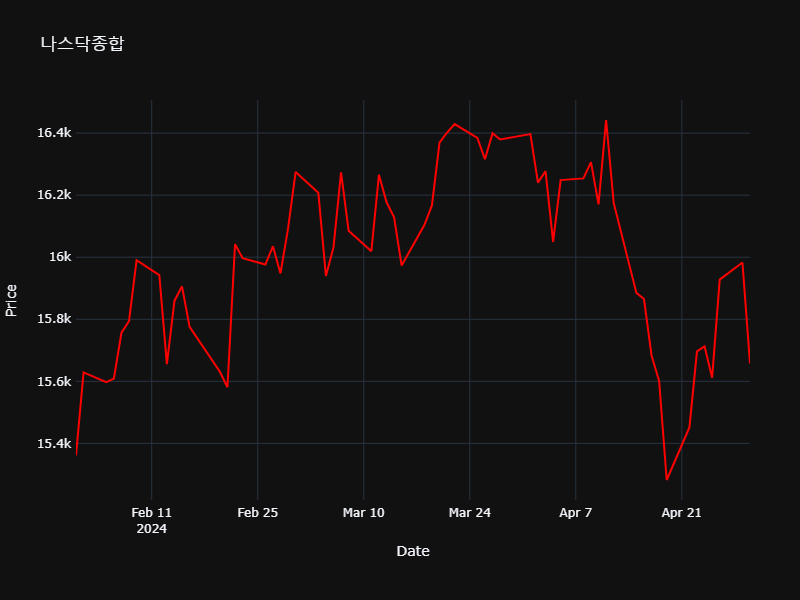 나스닥종합
16.4k
16.2k
16k
15.8k
15.6k
15.4k
Price
Feb 11
2024
Feb 25
Mar 10
Mar 24
Apr 7
Apr 21
Date